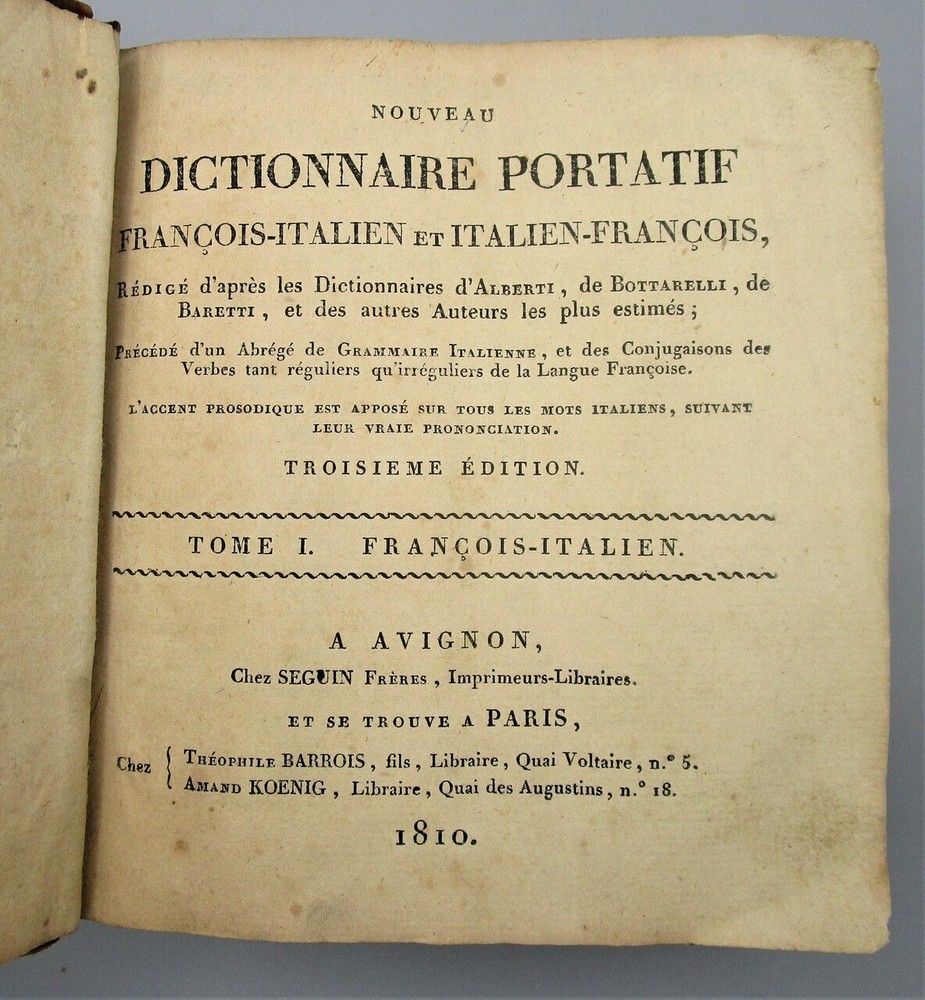 NOUVEAU
DICTIONNAIRE PORTATIF
FRANÇOIS-ITALIEN ET ITALIEN-FRANÇOIS,
RÉDIGÉ d'après les Dictionnaires d'ALBERTI, de BOTTARELLI, de
BARETTI, et des autres Auteurs les plus estimés;
PRÉCÉDÉ d'un Abrégé de GRAMMAIRE ITALIENNE, et des Conjugaisons des
Verbes tant réguliers qu'irréguliers de la Langue Françoise.
L'ACCENT PROSODIQUE EST APPOSÉ SUR TOUS LES MOTS ITALIENS, SUIVANT
LEUR VRAIE PRONONCIATION.
TROISIEME ÉDITION.
TOME I. FRANÇOIS-ITALIEN.
A AVIGNON,
Chez SEGUIN FRÈRES, Imprimeurs-Libraires.
ET SE TROUVE A PARIS,
Chez { THÉOPHILE BARROIS, fils, Libraire, Quai Voltaire, n.º 5.
AMAND KOENIG, Libraire, Quai des Augustins, n.º 18.
1810.